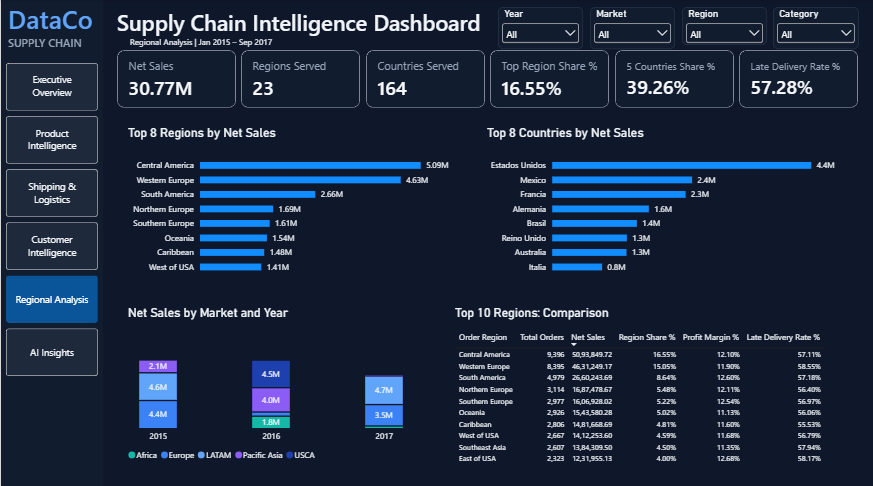 DataCo
SUPPLY CHAIN
Executive
Overview
Product
Intelligence
Shipping &
Logistics
Customer
Intelligence
Regional Analysis
AI Insights
Supply Chain Intelligence Dashboard
Regional Analysis | Jan 2015 – Sep 2017
Year Market Region Category
All All All All
Net Sales Regions Served Countries Served Top Region Share % 5 Countries Share % Late Delivery Rate %
30.77M 23 164 16.55% 39.26% 57.28%
Top 8 Regions by Net Sales
Central America 5.09M
Western Europe 4.63M
South America 2.66M
Northern Europe 1.69M
Southern Europe 1.61M
Oceania 1.54M
Caribbean 1.48M
West of USA 1.41M
Top 8 Countries by Net Sales
Estados Unidos 4.4M
Mexico 2.4M
Francia 2.3M
Alemania 1.6M
Brasil 1.4M
Reino Unido 1.3M
Australia 1.3M
Italia 0.8M
Net Sales by Market and Year
2.1M 4.5M
4.6M 4.0M 4.7M
4.4M 1.8M 3.5M
2015 2016 2017
Africa Europe LATAM Pacific Asia USCA
Top 10 Regions: Comparison
Order Region Total Orders Net Sales Region Share % Profit Margin % Late Delivery Rate %
Central America 9,396 50,93,849.72 16.55% 12.10% 57.11%
Western Europe 8,395 46,31,249.17 15.05% 11.90% 58.55%
South America 4,979 26,60,243.69 8.64% 12.60% 57.18%
Northern Europe 3,114 16,87,478.67 5.48% 12.11% 56.40%
Southern Europe 2,977 16,06,928.02 5.22% 12.54% 56.97%
Oceania 2,926 15,43,580.28 5.02% 11.13% 56.06%
Caribbean 2,806 14,81,668.69 4.81% 11.60% 55.53%
West of USA 2,667 14,12,253.60 4.59% 11.68% 56.79%
Southeast Asia 2,607 13,84,309.50 4.50% 11.35% 57.94%
East of USA 2,323 12,31,955.13 4.00% 12.68% 58.17%